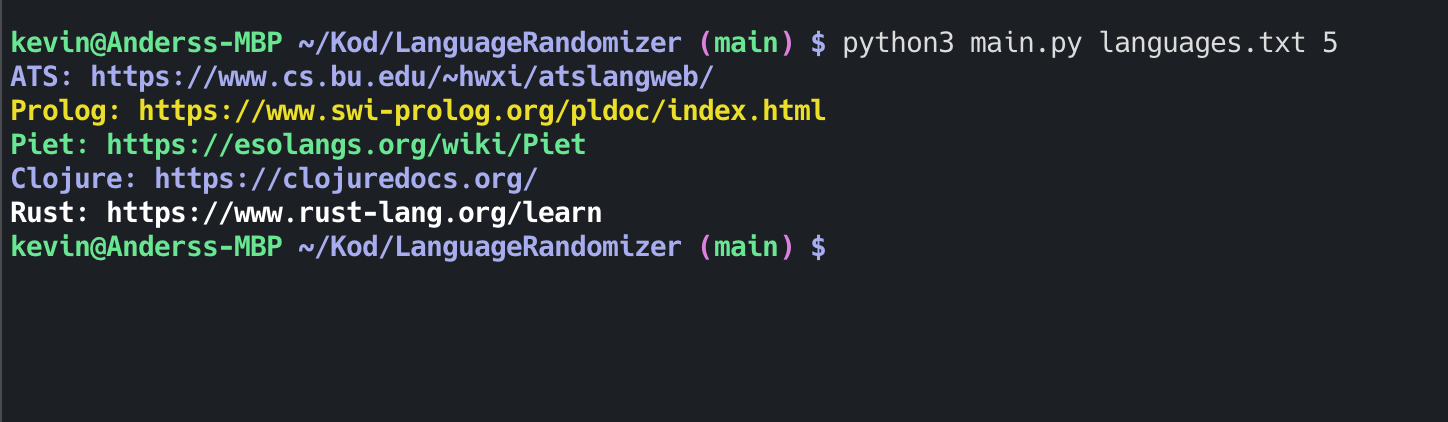 kevin@Anderss-MBP ~/Kod/LanguageRandomizer (main) $ python3 main.py languages.txt 5
ATS: https://www.cs.bu.edu/~hwxi/atslangweb/
Prolog: https://www.swi-prolog.org/pldoc/index.html
Piet: https://esolangs.org/wiki/Piet
Clojure: https://clojuredocs.org/
Rust: https://www.rust-lang.org/learn
kevin@Anderss-MBP ~/Kod/LanguageRandomizer (main) $